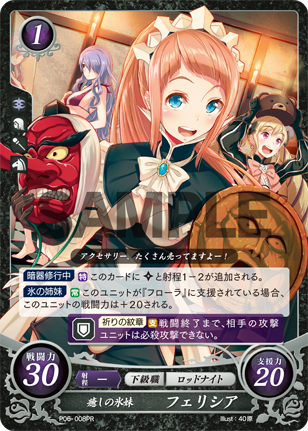 1
SAMPLE
アクセサリー、たくさん売ってますよー!
暗器修行中 特 このカードに と射程1-2が追加される。
氷の姉妹 常 このユニットが『フローラ』に支援されている場合、
このユニットの戦闘力は+20される。
祈りの紋章 支 戦闘終了まで、相手の攻撃
ユニットは必殺攻撃できない。
戦闘力
30
射程 一 下級職 ロッドナイト
支援力
20
癒しの氷妹 フェリシア
P06-008PR
Illust:40原